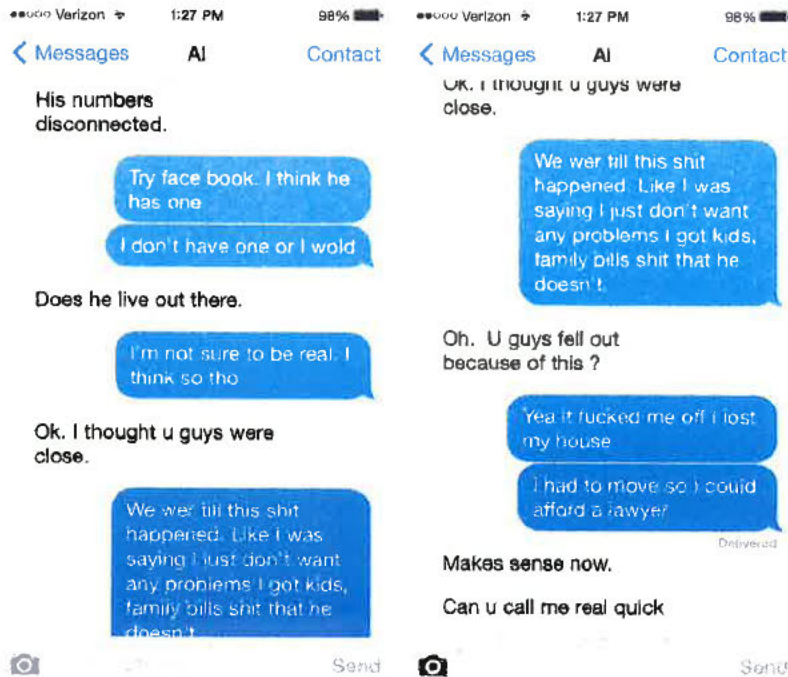 Verizon 1:27 PM 98%
Messages Al Contact
His numbers
disconnected.
Try face book. I think he
has one
I don't have one or I wold
Does he live out there.
I'm not sure to be real. I
think so tho
Ok. I thought u guys were
close.
We wer till this shit
happened. Like I was
saying I just don't want
any problems I got kids,
family bills shit that he
doesn't
Send
Verizon 1:27 PM 98%
Messages Al Contact
Ok. I thought u guys were
close.
We wer till this shit
happened. Like I was
saying I just don't want
any problems I got kids,
family bills shit that he
doesn't
Oh. U guys fell out
because of this ?
Yea it fucked me off i lost
my house
I had to move so I could
afford a lawyer
Delivered
Makes sense now.
Can u call me real quick
Send